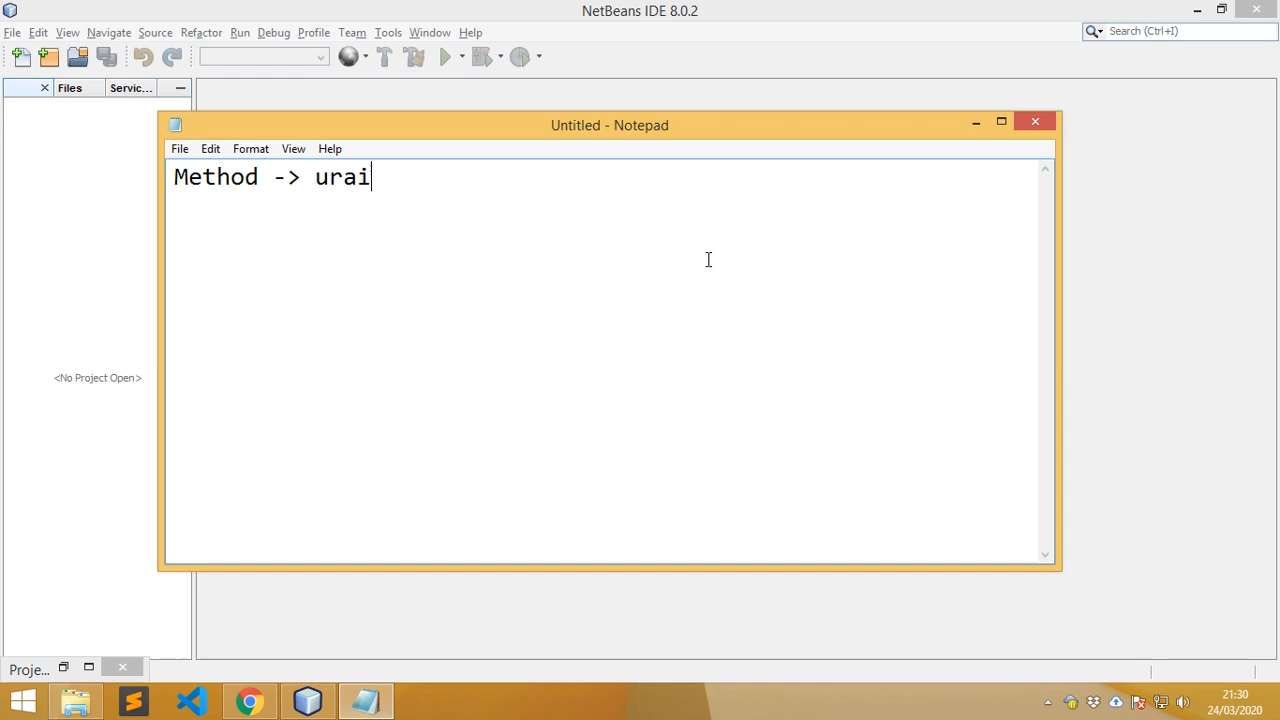 NetBeans IDE 8.0.2
File Edit View Navigate Source Refactor Run Debug Profile Team Tools Window Help
Search (Ctrl+I)
Files Servic...
Untitled - Notepad
File Edit Format View Help
Method -> urai
<No Project Open>
Proje...
21:30
24/03/2020